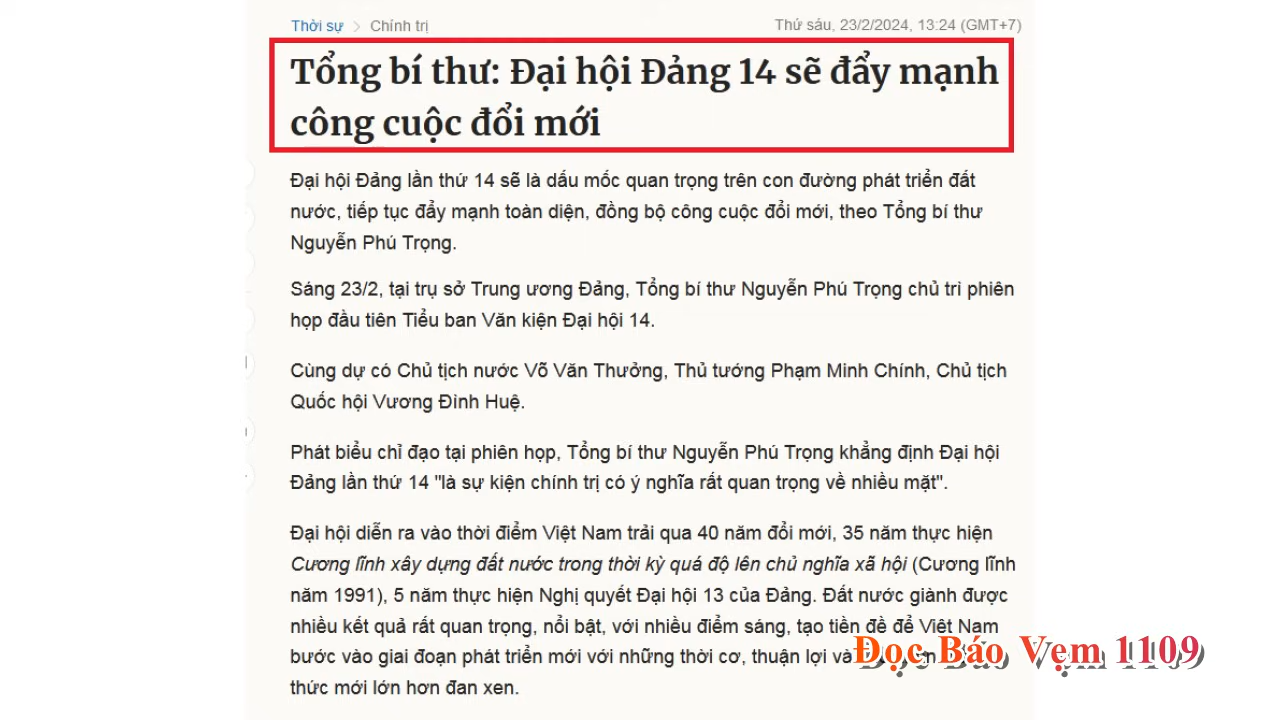 Thời sự > Chính trị
Thứ sáu, 23/2/2024, 13:24 (GMT+7)
Tổng bí thư: Đại hội Đảng 14 sẽ đẩy mạnh
công cuộc đổi mới
Đại hội Đảng lần thứ 14 sẽ là dấu mốc quan trọng trên con đường phát triển đất
nước, tiếp tục đẩy mạnh toàn diện, đồng bộ công cuộc đổi mới, theo Tổng bí thư
Nguyễn Phú Trọng.
Sáng 23/2, tại trụ sở Trung ương Đảng, Tổng bí thư Nguyễn Phú Trọng chủ trì phiên
họp đầu tiên Tiểu ban Văn kiện Đại hội 14.
Cùng dự có Chủ tịch nước Võ Văn Thưởng, Thủ tướng Phạm Minh Chính, Chủ tịch
Quốc hội Vương Đình Huệ.
Phát biểu chỉ đạo tại phiên họp, Tổng bí thư Nguyễn Phú Trọng khẳng định Đại hội
Đảng lần thứ 14 "là sự kiện chính trị có ý nghĩa rất quan trọng về nhiều mặt".
Đại hội diễn ra vào thời điểm Việt Nam trải qua 40 năm đổi mới, 35 năm thực hiện
Cương lĩnh xây dựng đất nước trong thời kỳ quá độ lên chủ nghĩa xã hội (Cương lĩnh
năm 1991), 5 năm thực hiện Nghị quyết Đại hội 13 của Đảng. Đất nước giành được
nhiều kết quả rất quan trọng, nổi bật, với nhiều điểm sáng, tạo tiền đề để Việt Nam
bước vào giai đoạn phát triển mới với những thời cơ, thuận lợi và
thức mới lớn hơn đan xen.
Đọc Báo Vẹm 1109